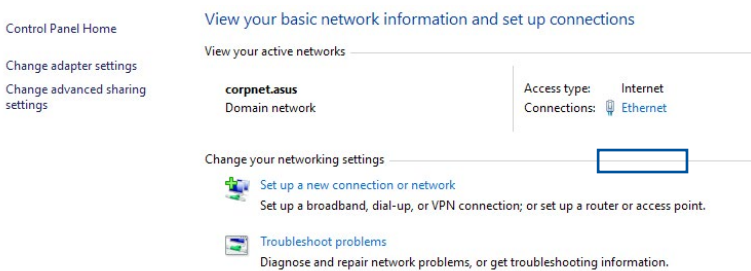 Control Panel Home
Change adapter settings
Change advanced sharing
settings
View your basic network information and set up connections
View your active networks
corpnet.asus
Domain network
Access type: Internet
Connections: Ethernet
Change your networking settings
Set up a new connection or network
Set up a broadband, dial-up, or VPN connection; or set up a router or access point.
Troubleshoot problems
Diagnose and repair network problems, or get troubleshooting information.